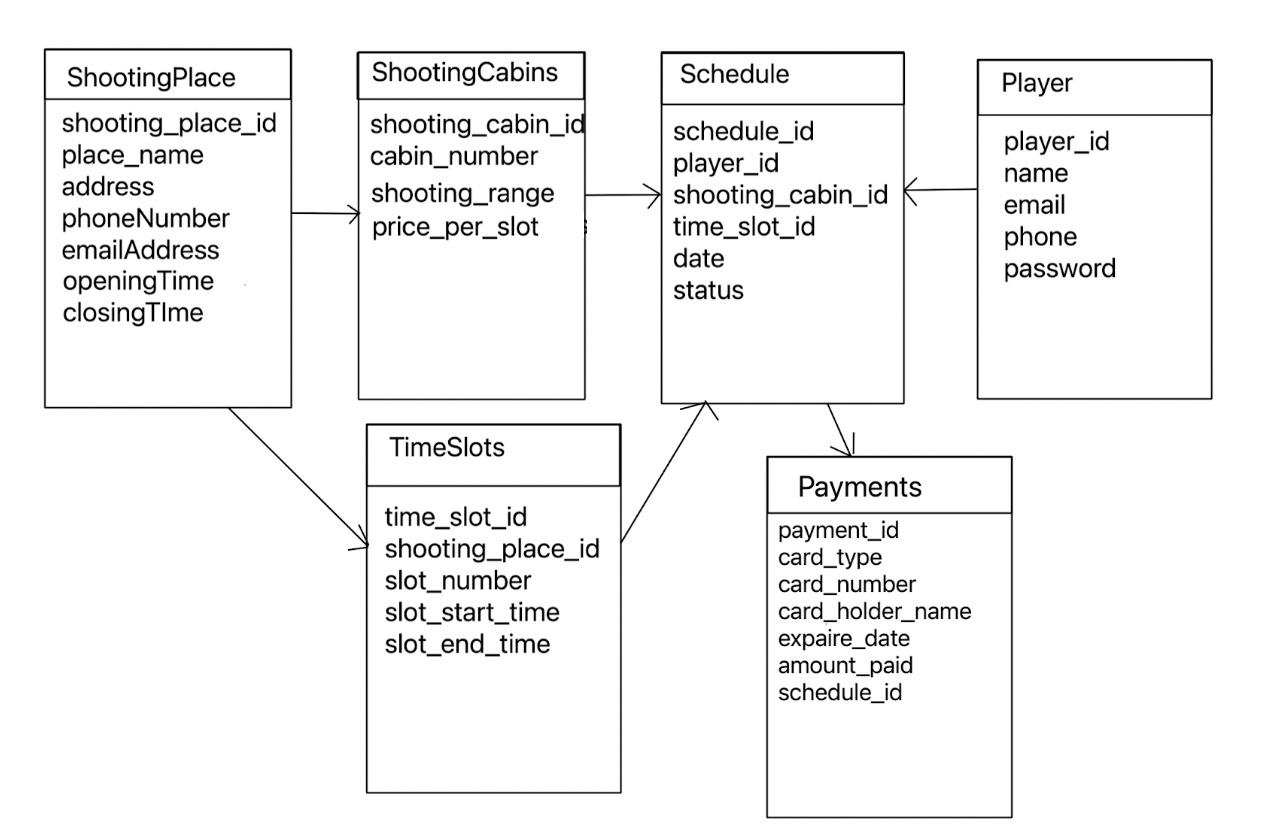 ShootingPlace
shooting_place_id
place_name
address
phoneNumber
emailAddress
openingTime
closingTIme
ShootingCabins
shooting_cabin_id
cabin_number
shooting_range
price_per_slot
Schedule
schedule_id
player_id
shooting_cabin_id
time_slot_id
date
status
Player
player_id
name
email
phone
password
TimeSlots
time_slot_id
shooting_place_id
slot_number
slot_start_time
slot_end_time
Payments
payment_id
card_type
card_number
card_holder_name
expaire_date
amount_paid
schedule_id